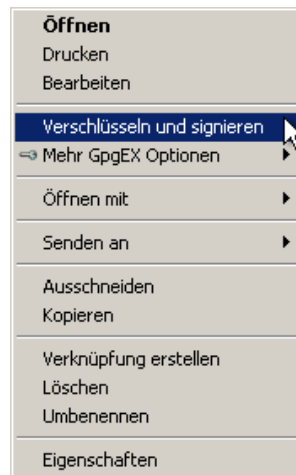 Öffnen
Drucken
Bearbeiten
Verschlüsseln und signieren
Mehr GpgEX Optionen
Öffnen mit
Senden an
Ausschneiden
Kopieren
Verknüpfung erstellen
Löschen
Umbenennen
Eigenschaften